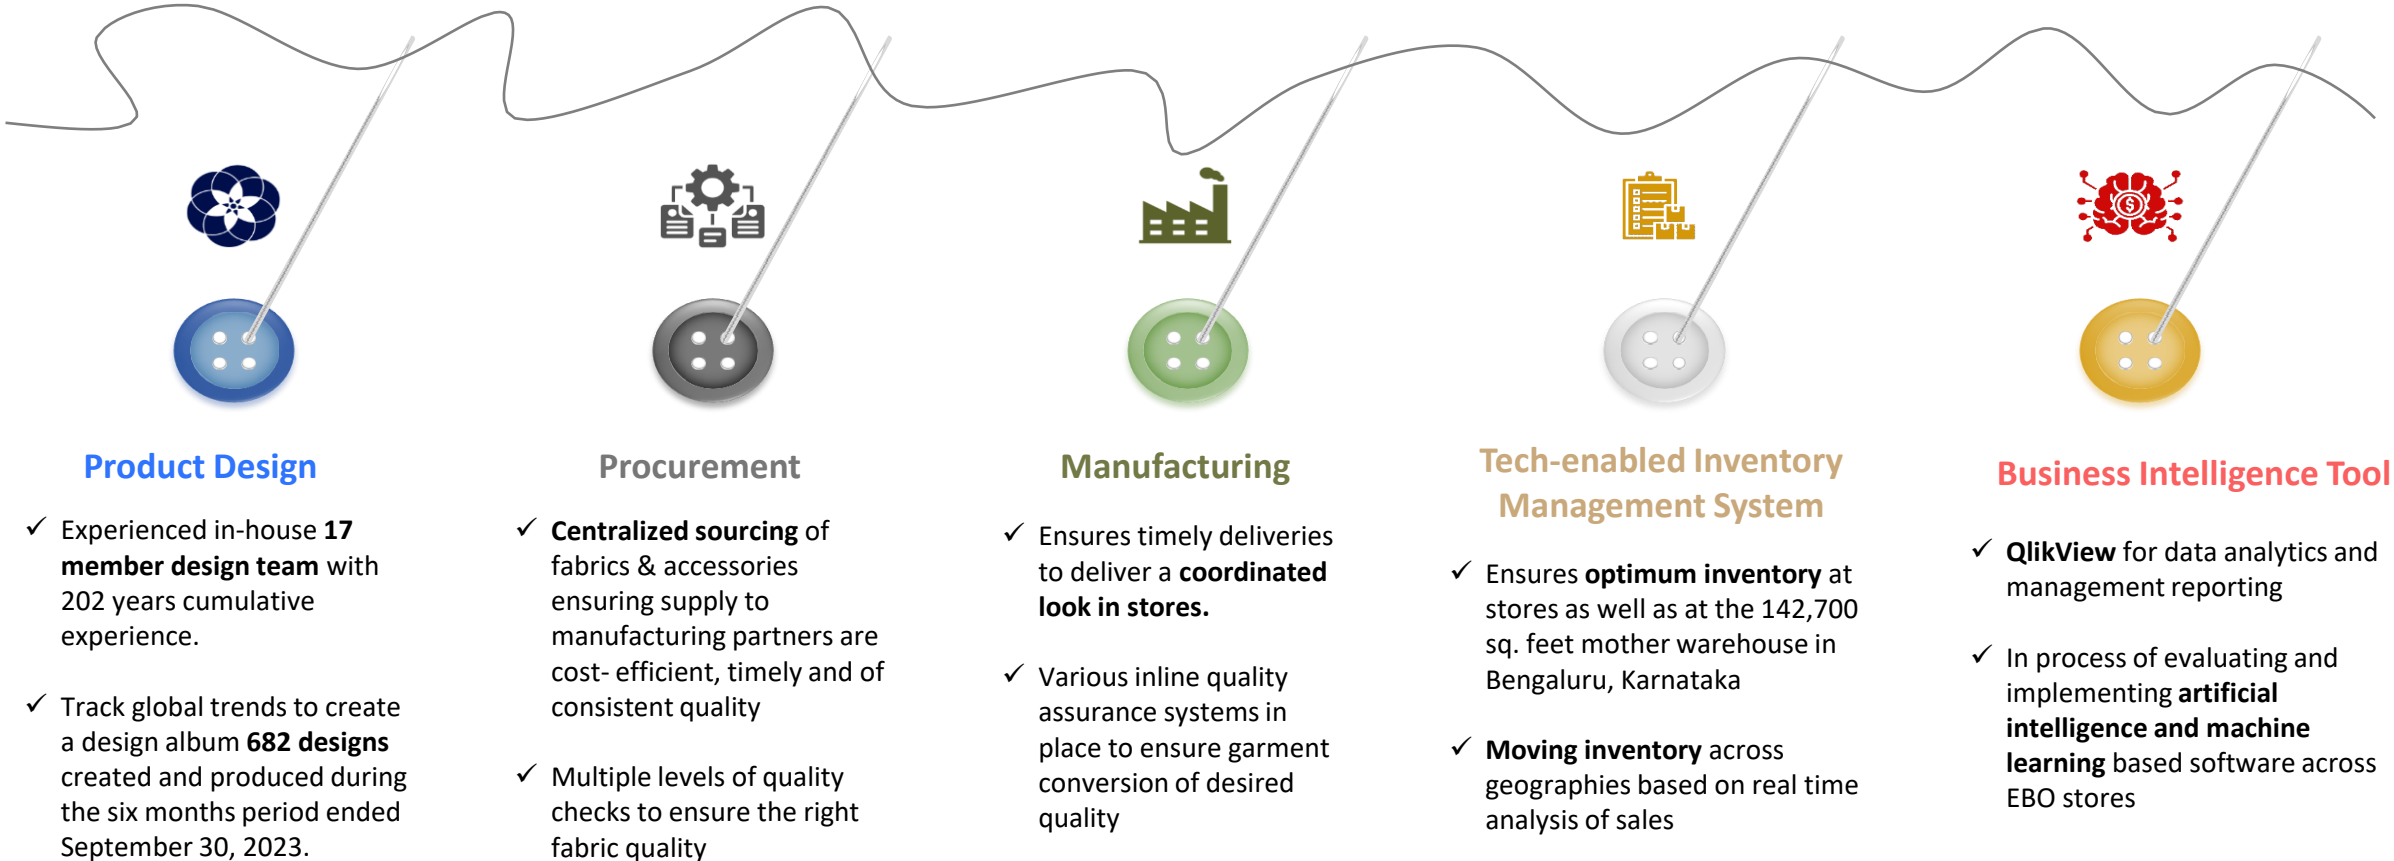 Product Design
✓ Experienced in-house 17
member design team with
202 years cumulative
experience.
✓ Track global trends to create
a design album 682 designs
created and produced during
the six months period ended
September 30, 2023.
Procurement
✓ Centralized sourcing of
fabrics & accessories
ensuring supply to
manufacturing partners are
cost- efficient, timely and of
consistent quality
✓ Multiple levels of quality
checks to ensure the right
fabric quality
Manufacturing
✓ Ensures timely deliveries
to deliver a coordinated
look in stores.
✓ Various inline quality
assurance systems in
place to ensure garment
conversion of desired
quality
Tech-enabled Inventory
Management System
✓ Ensures optimum inventory at
stores as well as at the 142,700
sq. feet mother warehouse in
Bengaluru, Karnataka
✓ Moving inventory across
geographies based on real time
analysis of sales
$
Business Intelligence Tool
✓ QlikView for data analytics and
management reporting
✓ In process of evaluating and
implementing artificial
intelligence and machine
learning based software across
EBO stores